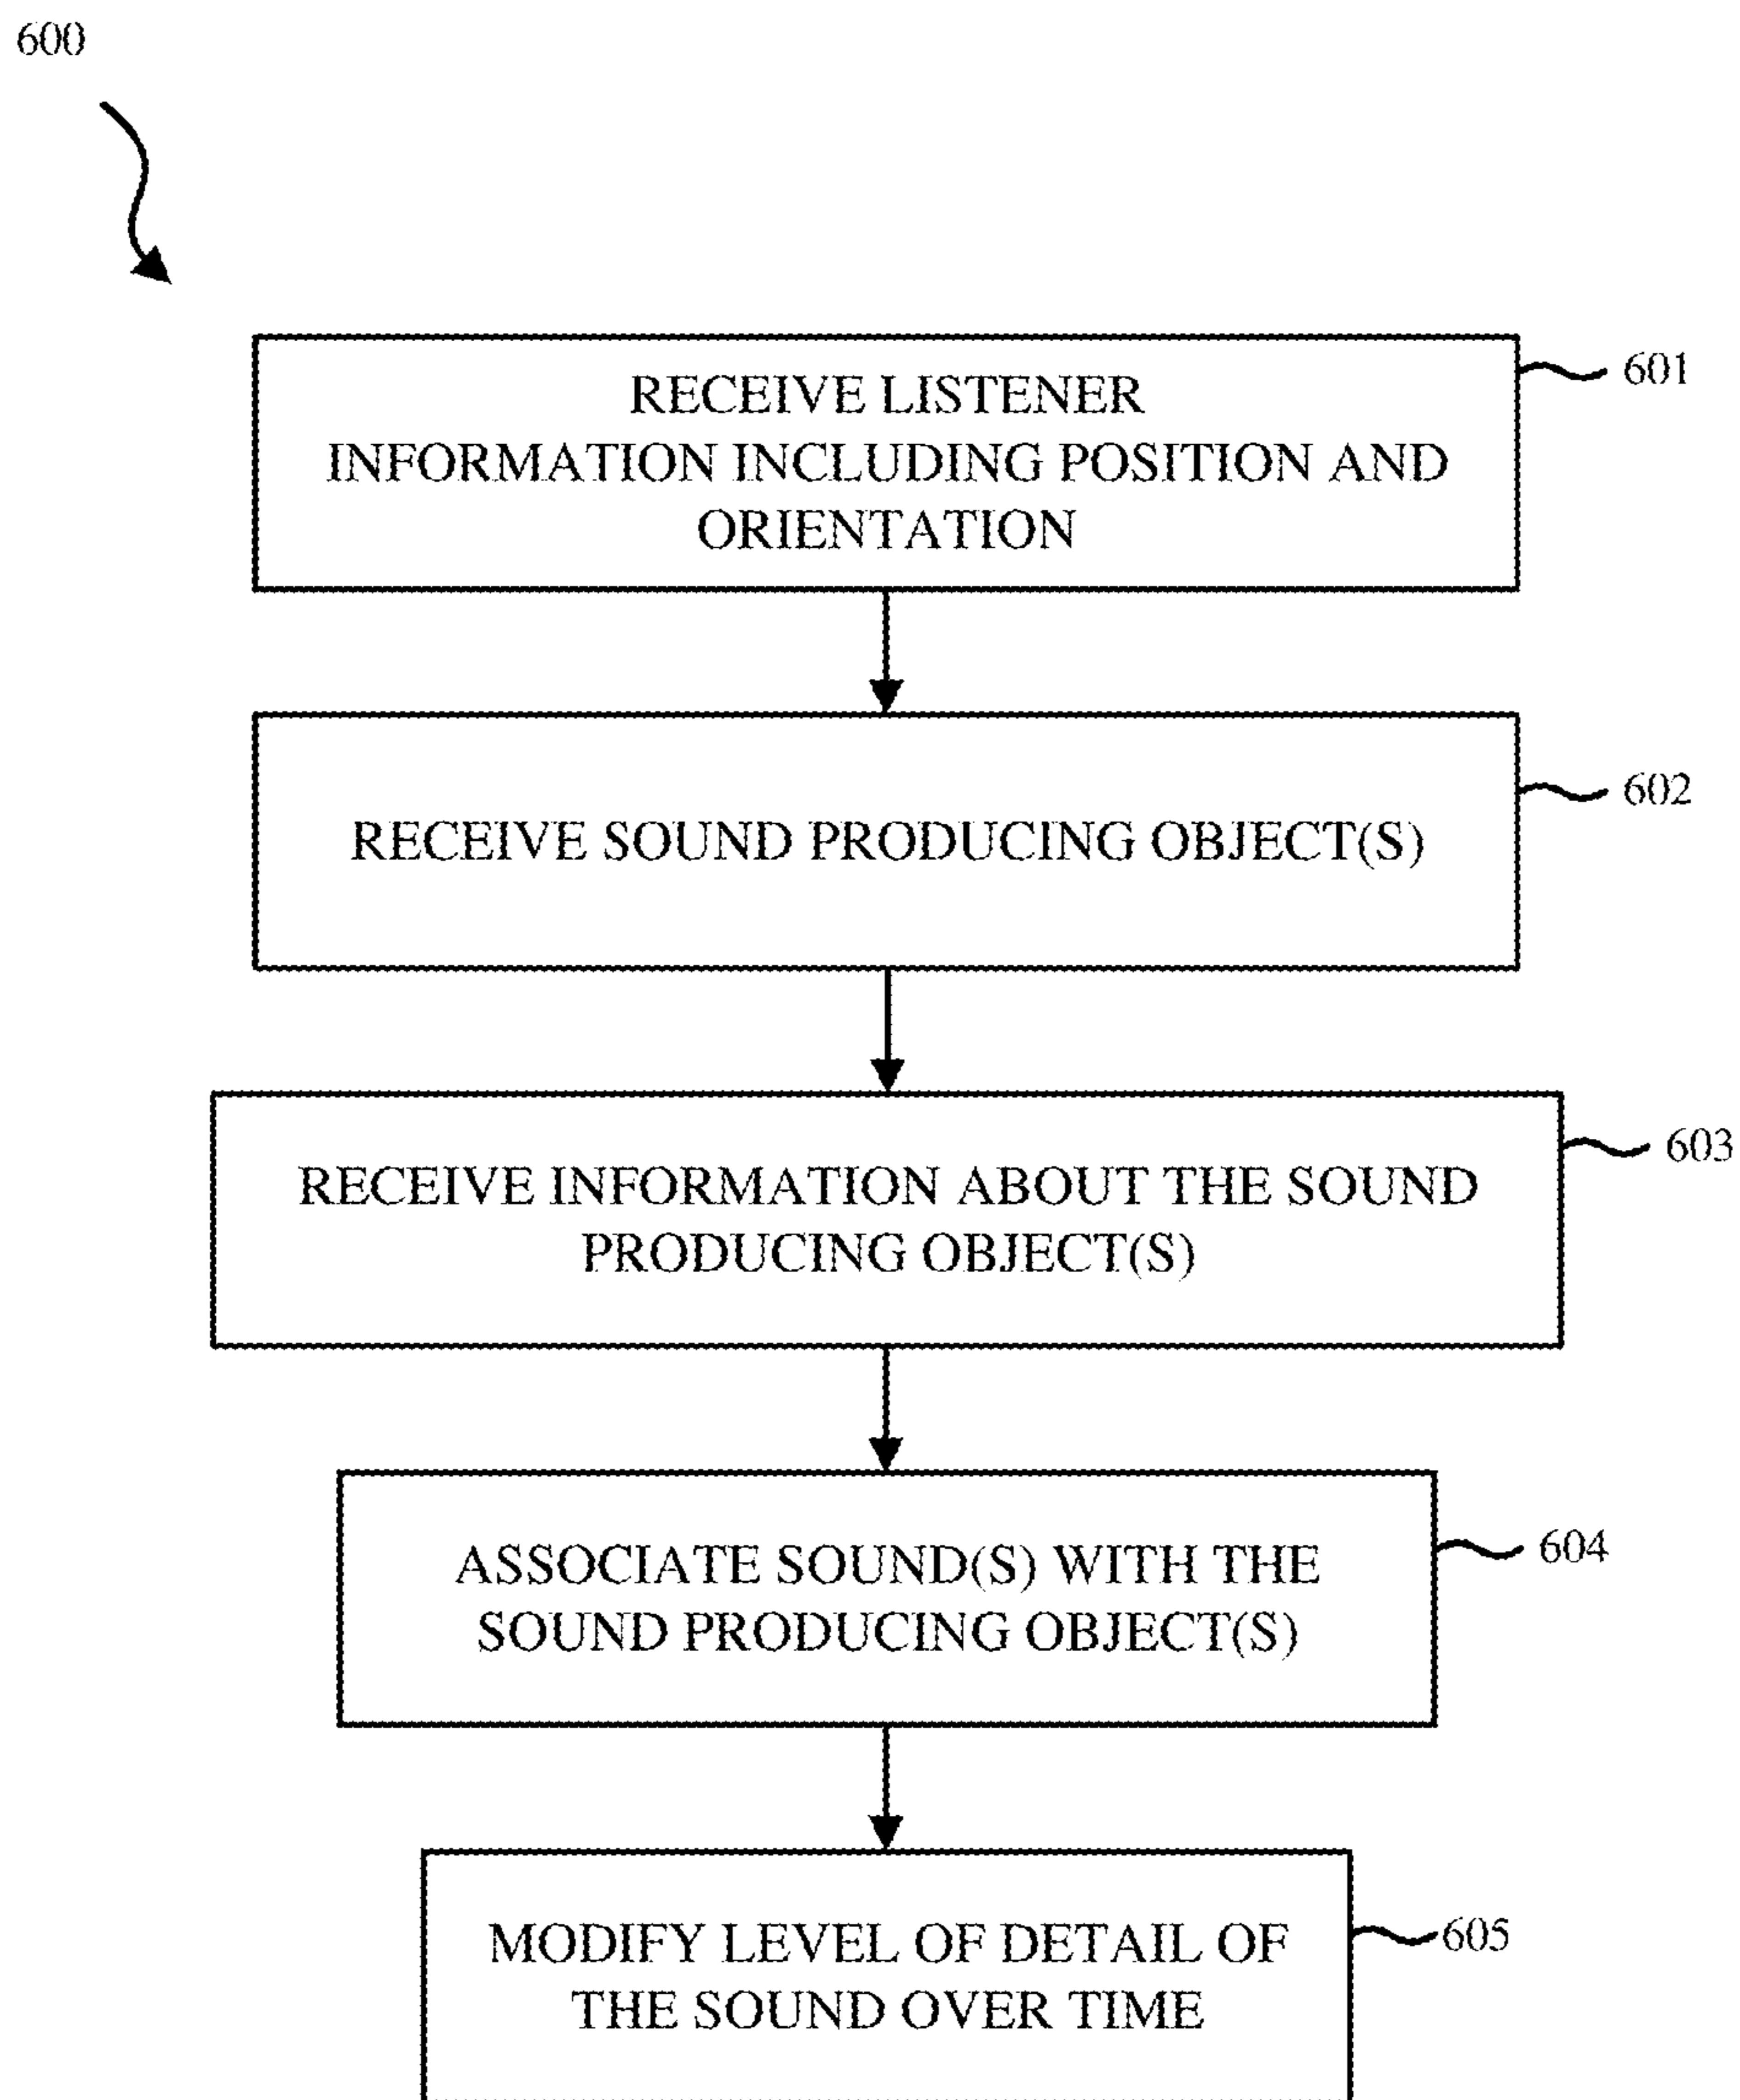 600
RECEIVE LISTENER
INFORMATION INCLUDING POSITION AND
ORIENTATION
601
RECEIVE SOUND PRODUCING OBJECT(S)
602
RECEIVE INFORMATION ABOUT THE SOUND
PRODUCING OBJECT(S)
603
ASSOCIATE SOUND(S) WITH THE
SOUND PRODUCING OBJECT(S)
604
MODIFY LEVEL OF DETAIL OF
THE SOUND OVER TIME
605